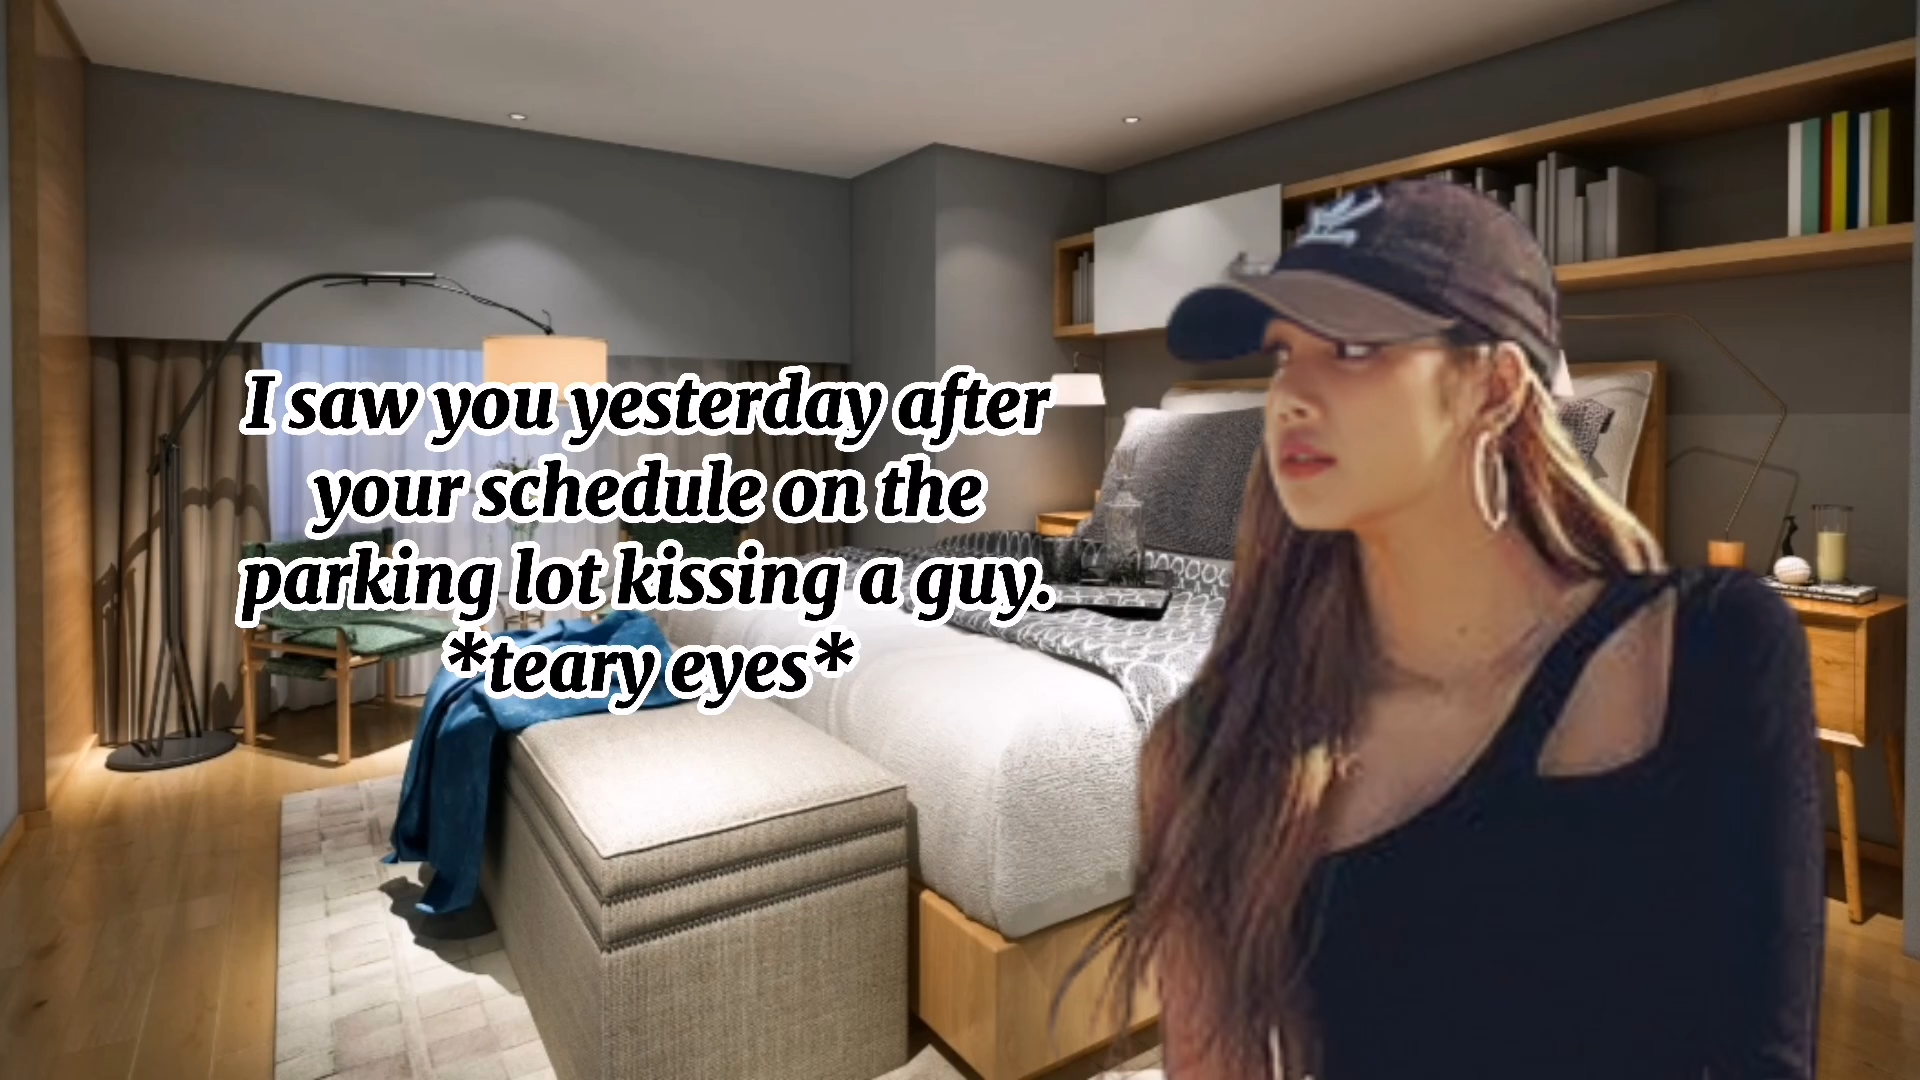 I saw you yesterday after
your schedule on the
parking lot kissing a guy.
*teary eyes*